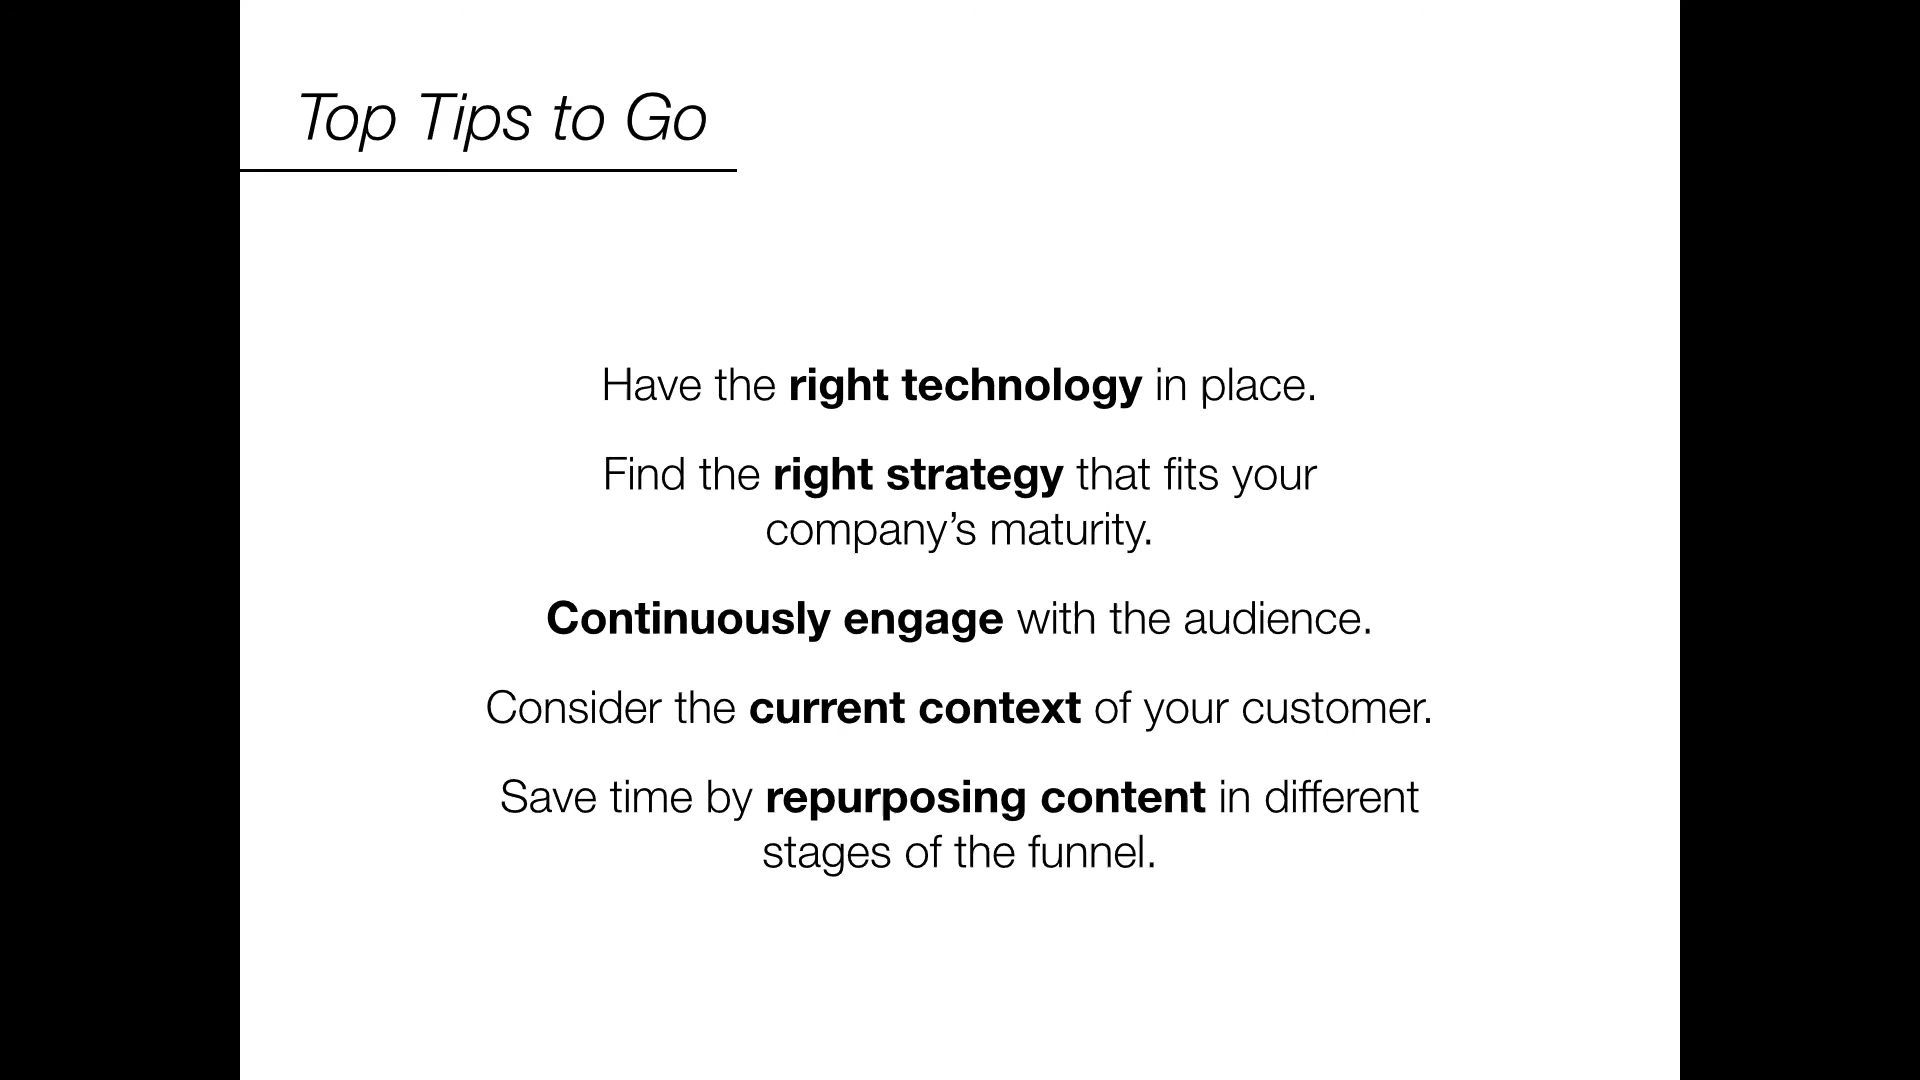 Top Tips to Go
Have the right technology in place.
Find the right strategy that fits your
company’s maturity.
Continuously engage with the audience.
Consider the current context of your customer.
Save time by repurposing content in different
stages of the funnel.